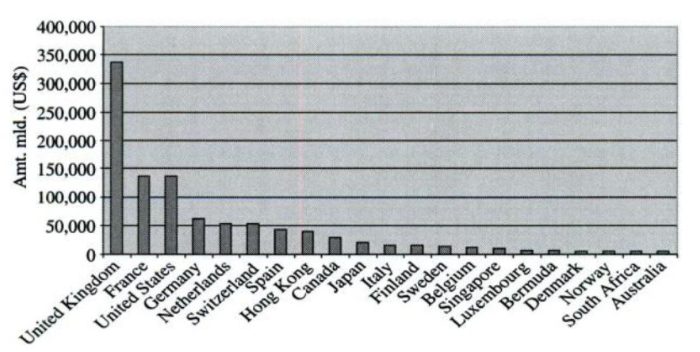 400,000
350,000
300,000
250,000
200,000
150,000
100,000
50,000
0
Amt. mld. (US$)
United Kingdom
France
United States
Germany
Netherlands
Switzerland
Spain
Hong Kong
Canada
Japan
Italy
Finland
Sweden
Belgium
Singapore
Luxembourg
Bermuda
Denmark
Norway
South Africa
Australia